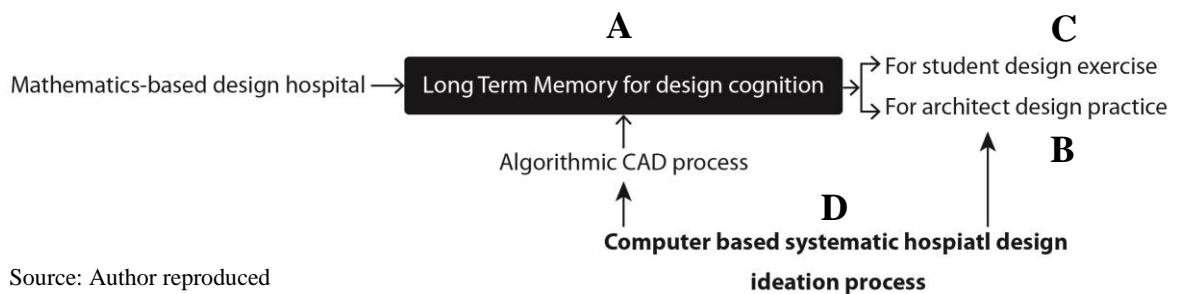 A
C
Mathematics-based design hospital
Long Term Memory for design cognition
For student design exercise
For architect design practice
B
Algorithmic CAD process
D
Computer based systematic hospiatl design
ideation process
Source: Author reproduced